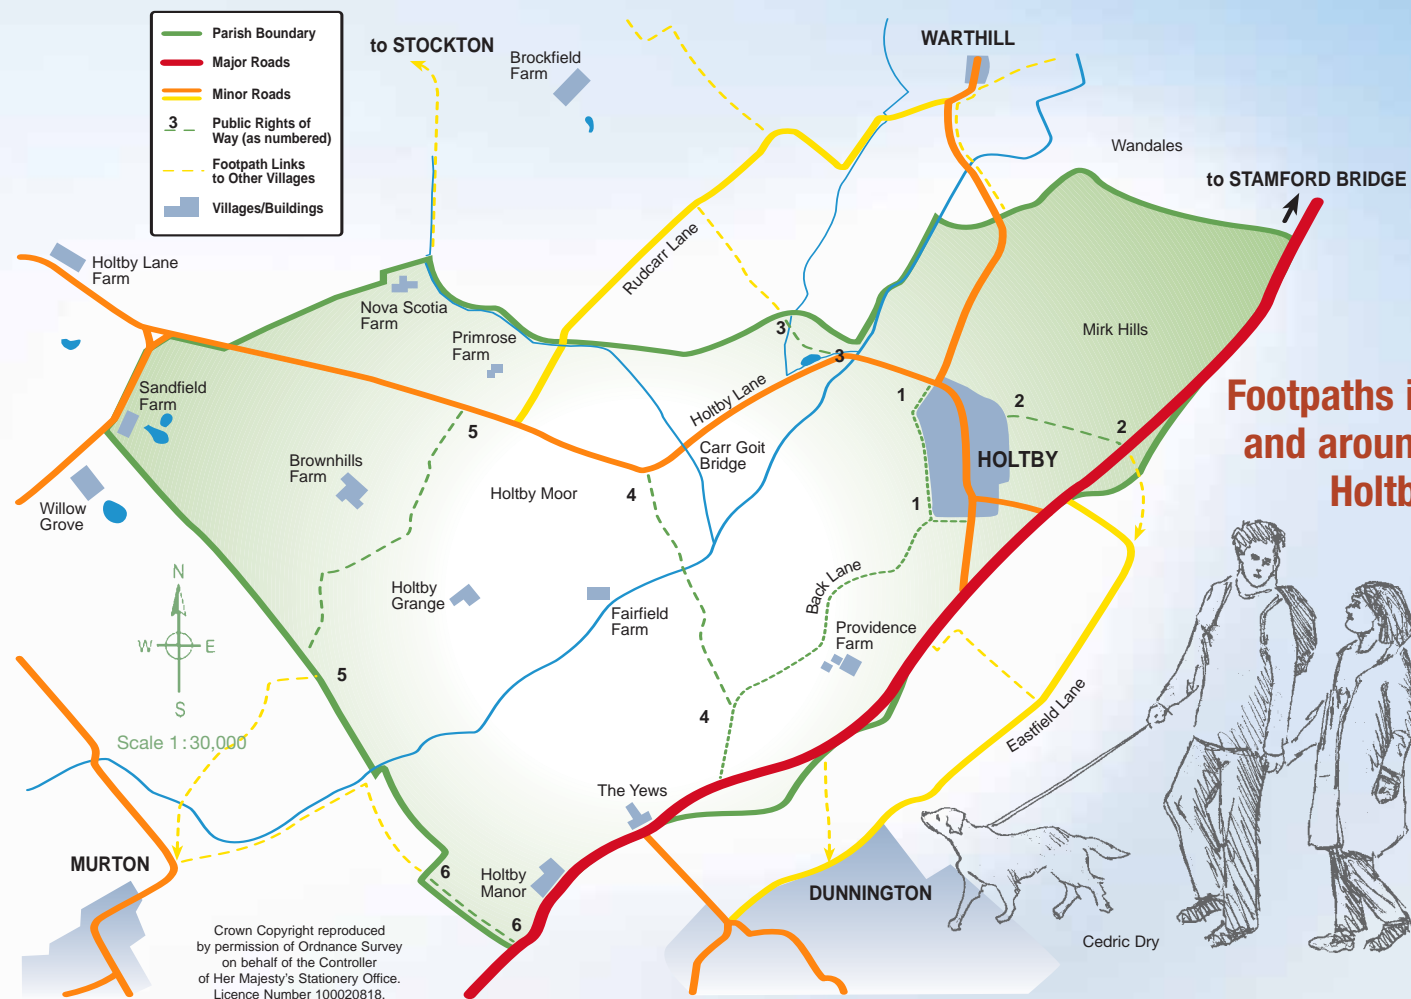 Parish Boundary
Major Roads
Minor Roads
3
Public Rights of
Way (as numbered)
Footpath Links
to Other Villages
Villages/Buildings
to STOCKTON
Brockfield
Farm
WARTHILL
Wandales
to STAMFORD BRIDGE
Holtby Lane
Farm
Nova Scotia
Farm
Rudcarr Lane
Primrose
Farm
3
3
Mirk Hills
Sandfield
Farm
Holtby Lane
1
2
2
5
Carr Goit
Bridge
HOLTBY
Brownhills
Farm
Holtby Moor
4
1
Willow
Grove
Footpaths i
and aroun
Holtb
N
W
E
S
Scale 1:30,000
Holtby
Grange
Fairfield
Farm
Back Lane
Providence
Farm
5
4
Eastfield Lane
The Yews
MURTON
6
Holtby
Manor
6
DUNNINGTON
Cedric Dry
Crown Copyright reproduced
by permission of Ordnance Survey
on behalf of the Controller
of Her Majesty's Stationery Office.
Licence Number 100020818.